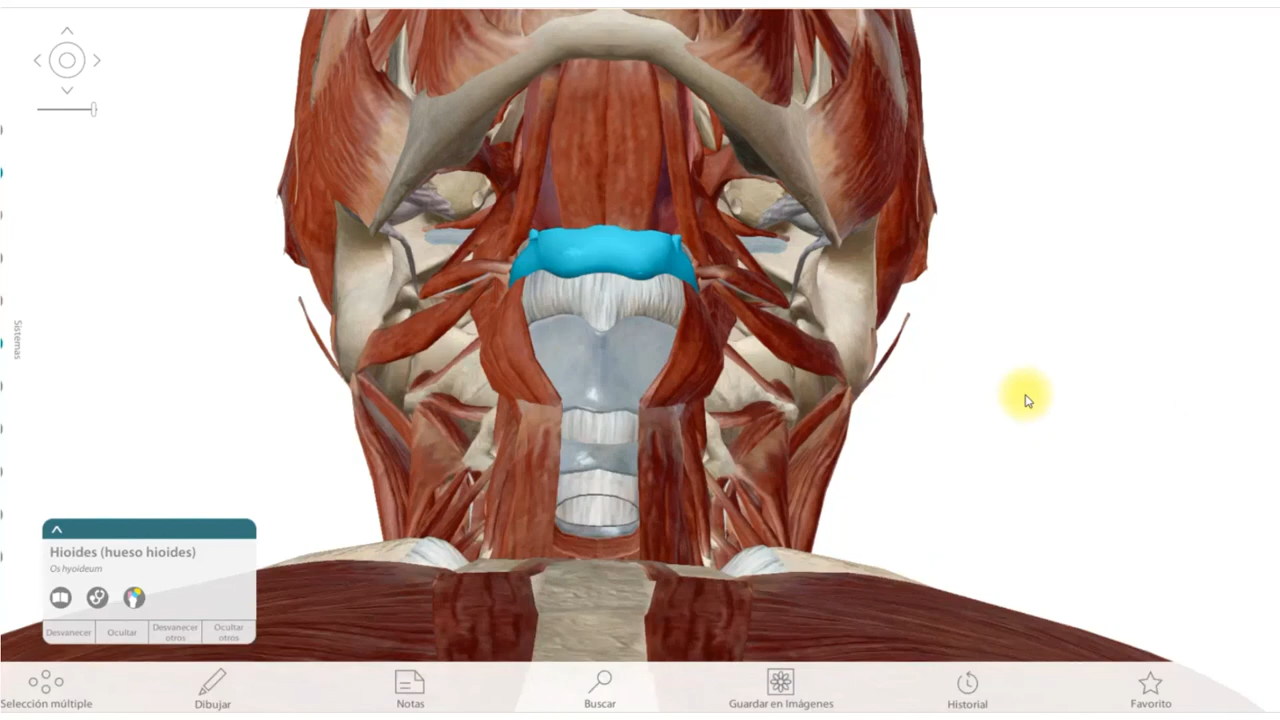 Sistemas
Hioides (hueso hioides)
Os hyoideum
Desvanecer
Ocultar
Desvanecer
otros
Ocultar
otros
Selección múltiple
Dibujar
Notas
Buscar
Guardar en Imágenes
Historial
Favorito